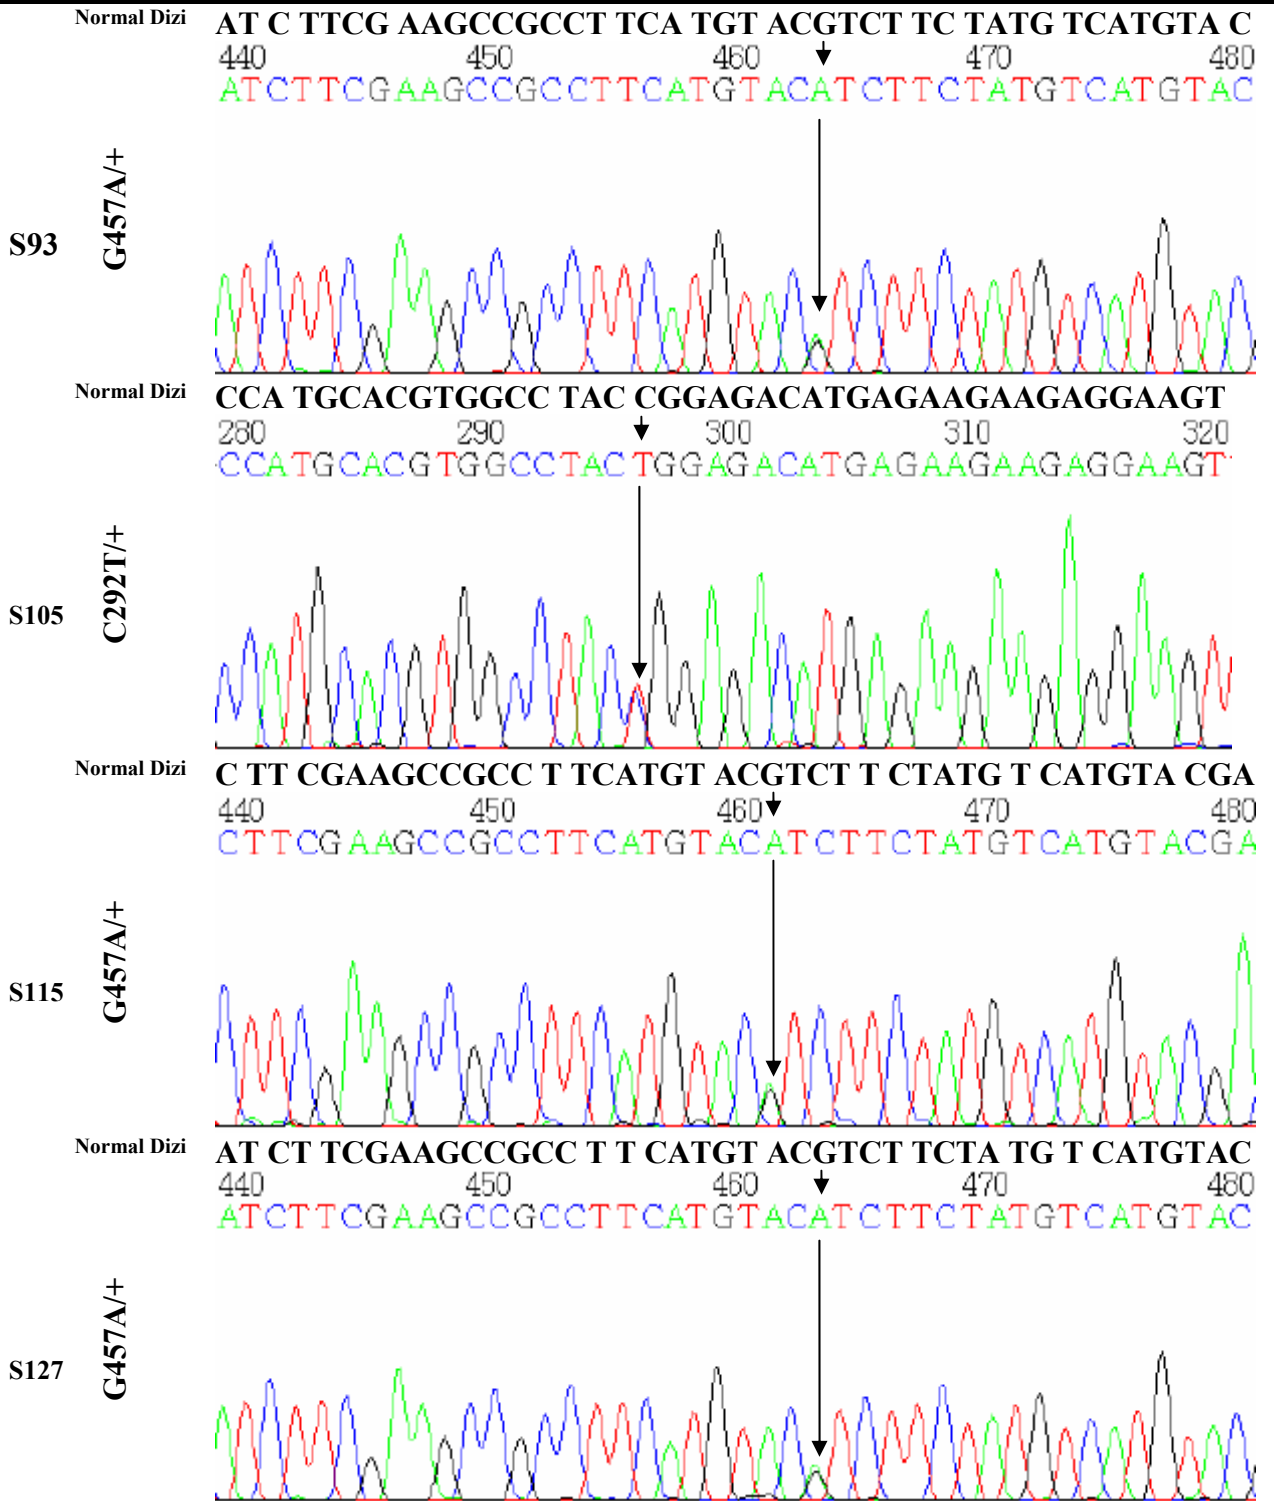 Normal Dizi AT C TTCG AAGCCGCCT TCA TGT ACGTCT TC TATG TCATGTAC C
440 450 460 470 480
ATCTTCGAAGCCGCCTTCATGTACATCTTCTATGTCATGTAC
S93 G457A/+
Normal Dizi CCA TGCACGTGGCC TAC CGGAGACATGAGAAGAAGAGGAAGT
280 290 300 310 320
CCATGCACGTGGCCTACTGGAGACATGAGAAGAAGAGGAAGT
S105 C292T/+
Normal Dizi C TT CGAAGCCGCC T TCATGT ACGTCT T CTATG T CATGTA CGA
440 450 460 470 480
CTTCGAAGCCGCCTTCATGTACATCTTCTATGTCATGTACGA
S115 G457A/+
Normal Dizi AT CT TCGAAGCCGCC T T CATGT ACGTCT TCTA TG T CATGTAC
440 450 460 470 480
ATCTTCGAAGCCGCCTTCATGTACATCTTCTATGTCATGTAC
S127 G457A/+